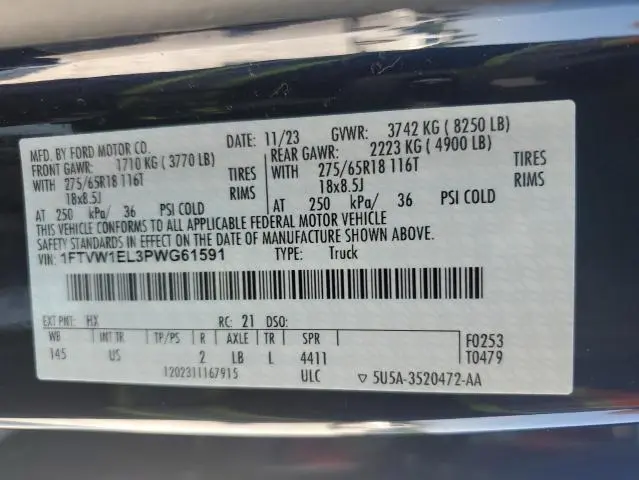 MFD. BY FORD MOTOR CO. DATE: 11/23 GVWR: 3742 KG ( 8250 LB)
FRONT GAWR: 1710 KG ( 3770 LB) REAR GAWR: 2223 KG ( 4900 LB)
WITH 275/65R18 116T TIRES WITH 275/65R18 116T TIRES
18x8.5J RIMS 18x8.5J RIMS
AT 250 kPa/ 36 PSI COLD AT 250 kPa/ 36 PSI COLD
THIS VEHICLE CONFORMS TO ALL APPLICABLE FEDERAL MOTOR VEHICLE
SAFETY STANDARDS IN EFFECT ON THE DATE OF MANUFACTURE SHOWN ABOVE.
VIN: 1FTVW1EL3PWG61591 TYPE: Truck
EXT PNT: HX RC: 21 DSO:
WB INT TR TP/PS R AXLE TR SPR F0253
145 US 2 LB L 4411 T0479
1202311167915 ULC ▽ 5U5A-3520472-AA